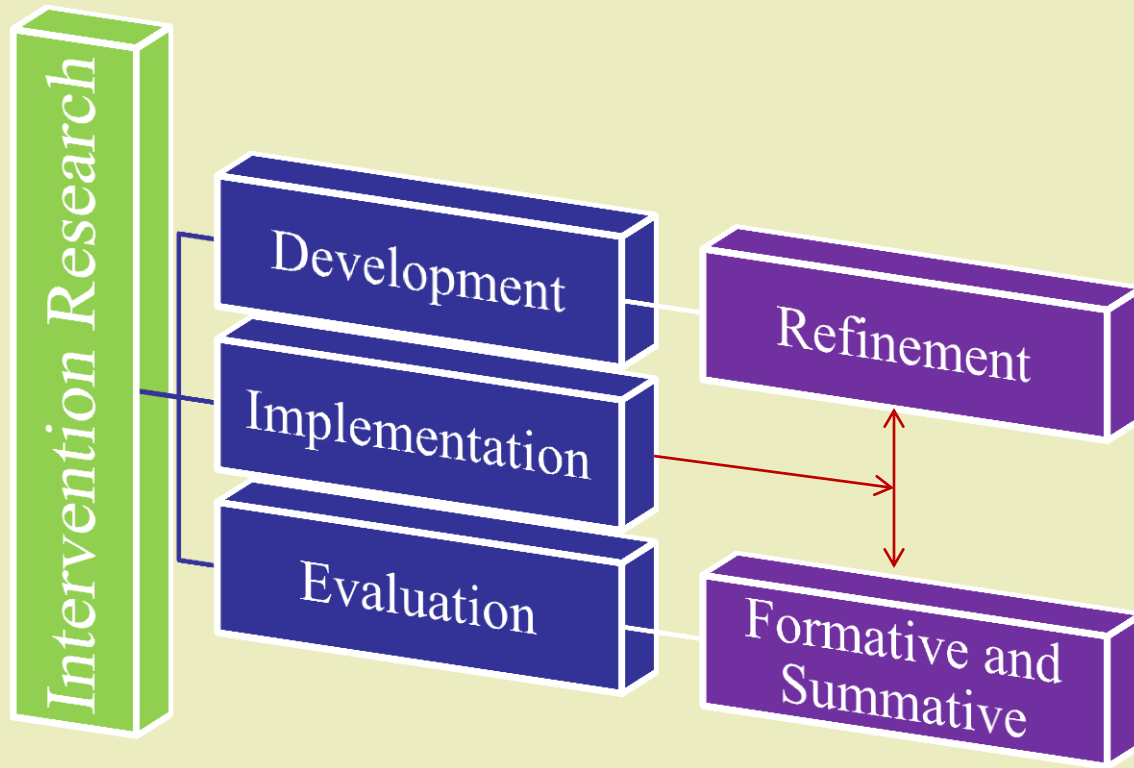 Intervention Research
Development
Implementation
Evaluation
Refinement
Formative and
Summative